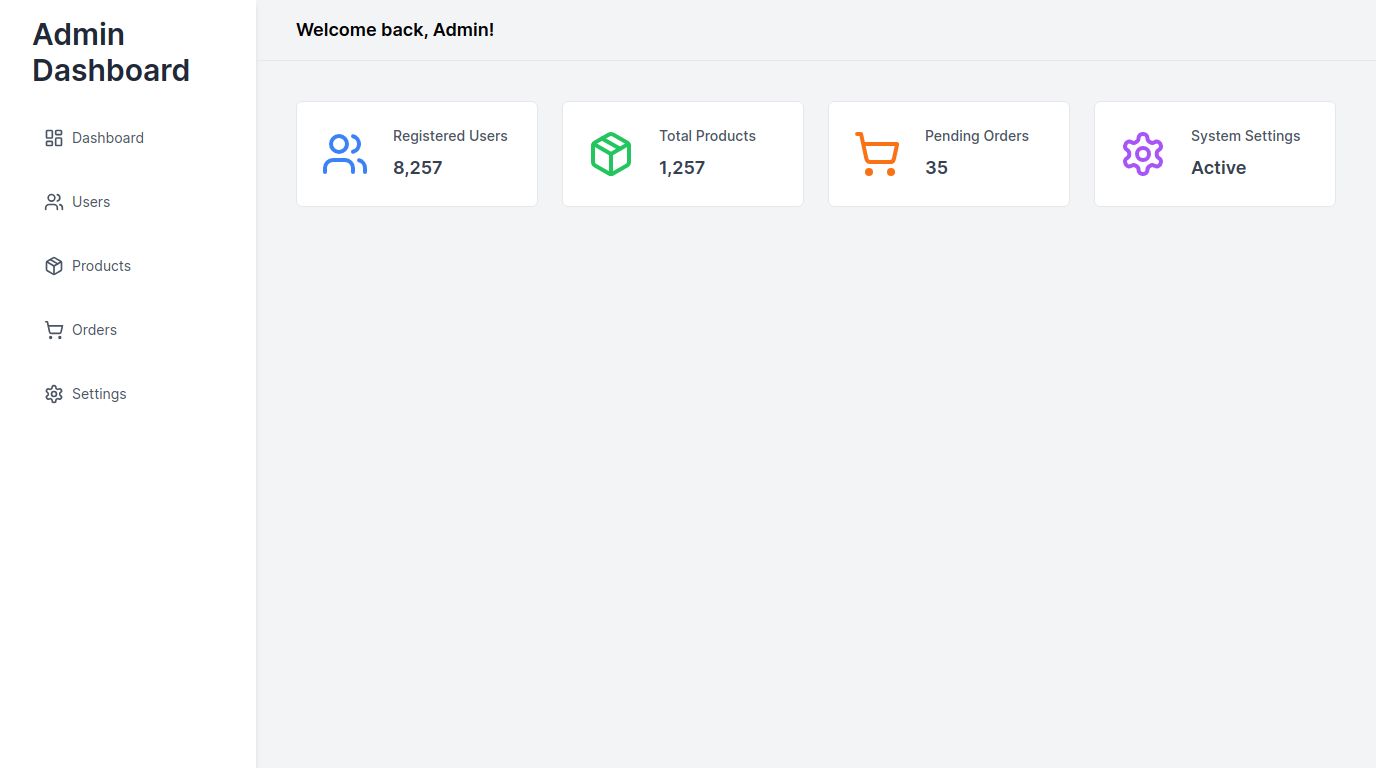 Admin
Dashboard
Dashboard
Users
Products
Orders
Settings
Welcome back, Admin!
Registered Users
8,257
Total Products
1,257
Pending Orders
35
System Settings
Active